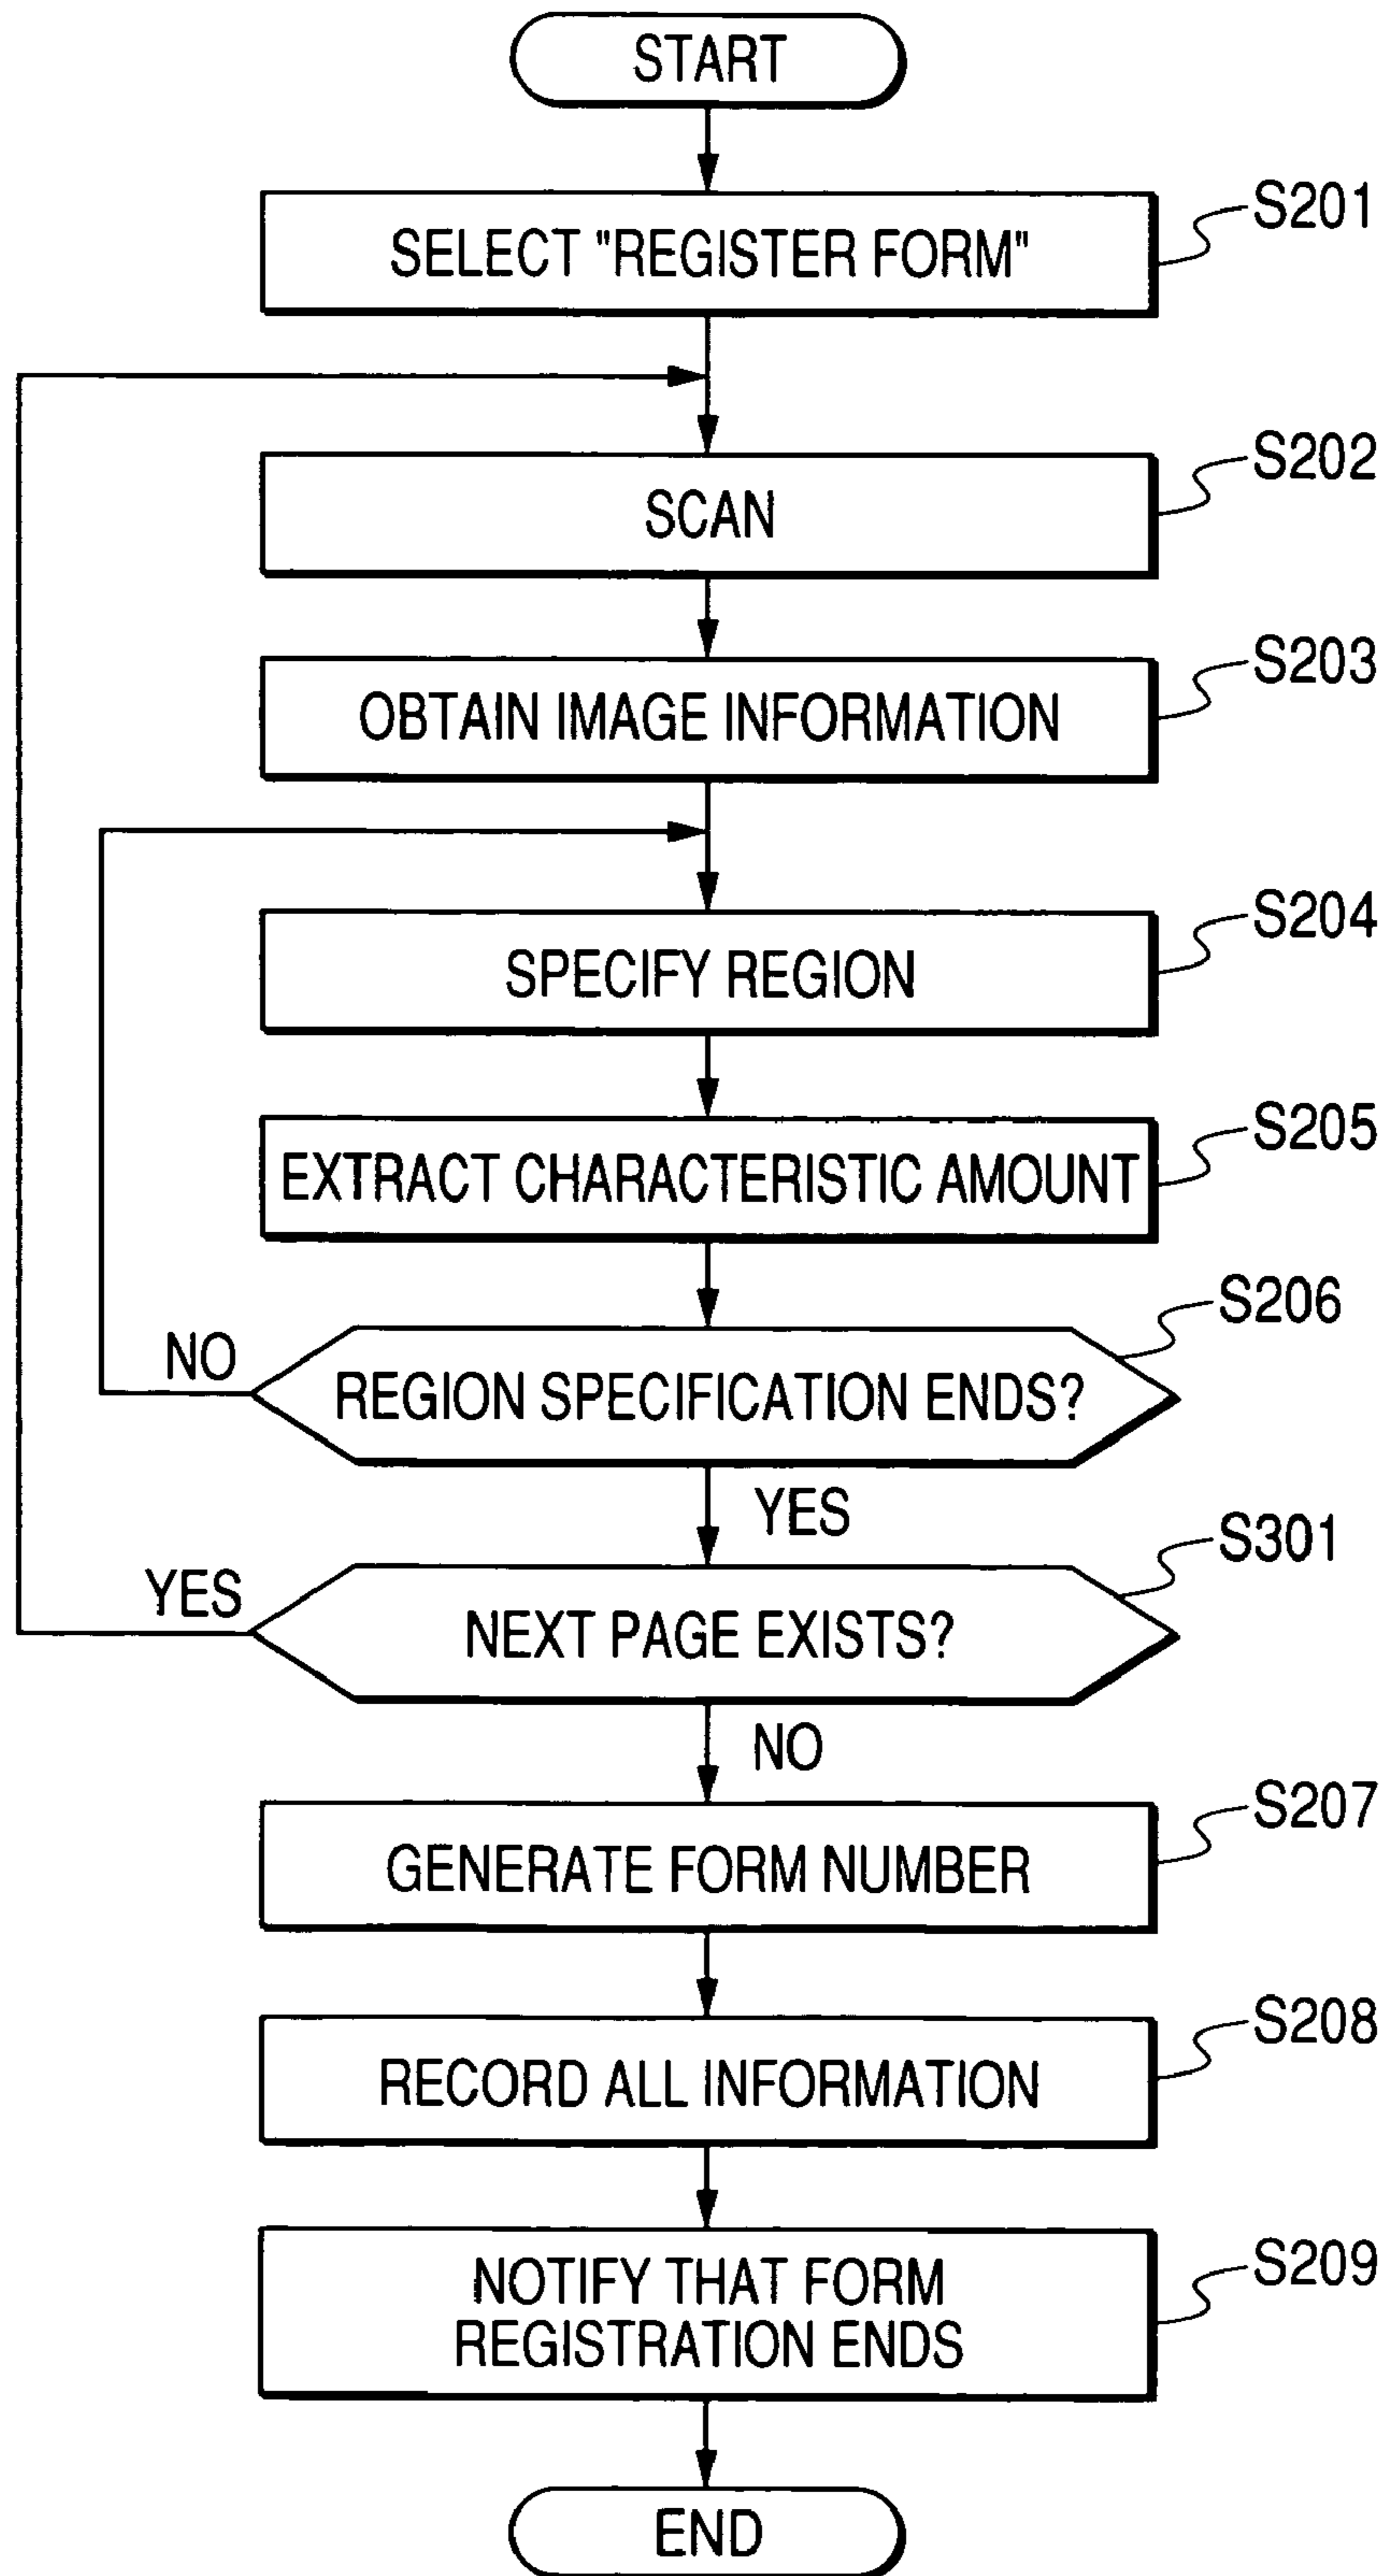 START
S201
SELECT "REGISTER FORM"
S202
SCAN
S203
OBTAIN IMAGE INFORMATION
S204
SPECIFY REGION
S205
EXTRACT CHARACTERISTIC AMOUNT
S206
NO
REGION SPECIFICATION ENDS?
YES
S301
YES
NEXT PAGE EXISTS?
NO
S207
GENERATE FORM NUMBER
S208
RECORD ALL INFORMATION
S209
NOTIFY THAT FORM
REGISTRATION ENDS
END